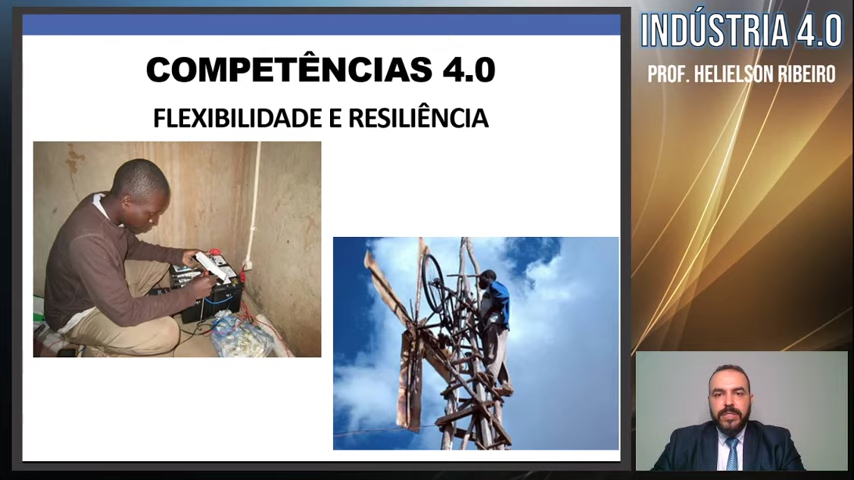 COMPETÊNCIAS 4.0
FLEXIBILIDADE E RESILIÊNCIA
INDÚSTRIA 4.0
PROF. HELIELSON RIBEIRO